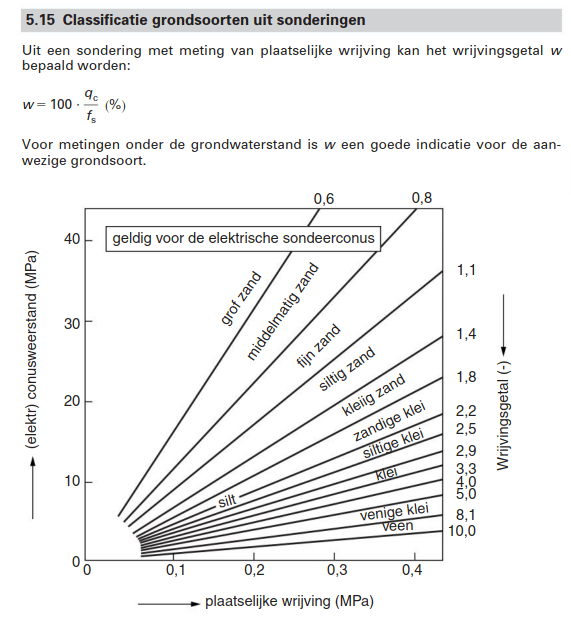 5.15 Classificatie grondsoorten uit sonderingen
Uit een sondering met meting van plaatselijke wrijving kan het wrijvingsgetal w
bepaald worden:
w = 100 · qc / fs (%)
Voor metingen onder de grondwaterstand is w een goede indicatie voor de aan-
wezige grondsoort.
0,6
0,8
geldig voor de elektrische sondeerconus
(elektr) conusweerstand (MPa)
40
30
20
10
0
grof zand
middelmatig zand
fijn zand
siltig zand
kleiig zand
zandige klei
siltige klei
klei
silt
venige klei
veen
1,1
1,4
1,8
2,2
2,5
2,9
3,3
4,0
5,0
8,1
10,0
Wrijvingsgetal (-)
0
0,1
0,2
0,3
0,4
plaatselijke wrijving (MPa)